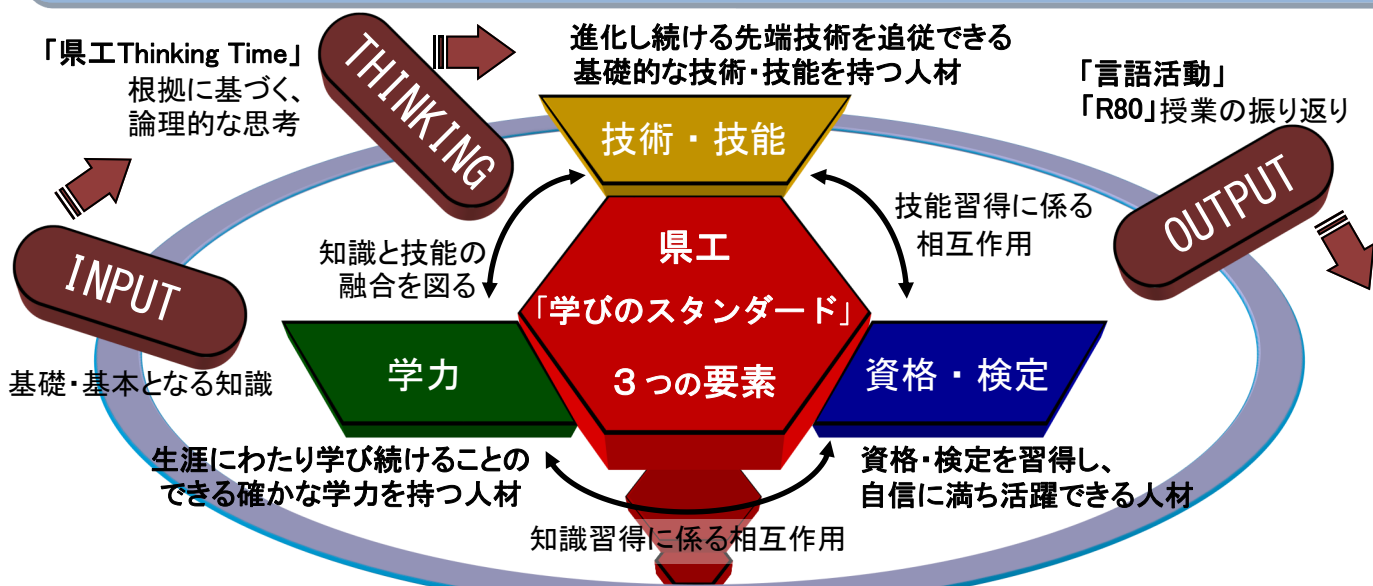 「県工Thinking Time」
根拠に基づく、
論理的な思考
THINKING
進化し続ける先端技術を追従できる
基礎的な技術・技能を持つ人材
「言語活動」
「R80」授業の振り返り
技術・技能
OUTPUT
INPUT
基礎・基本となる知識
知識と技能の
融合を図る
技能習得に係る
相互作用
県工
「学びのスタンダード」
３つの要素
学力
資格・検定
生涯にわたり学び続けることの
できる確かな学力を持つ人材
資格・検定を習得し、
自信に満ち活躍できる人材
知識習得に係る相互作用